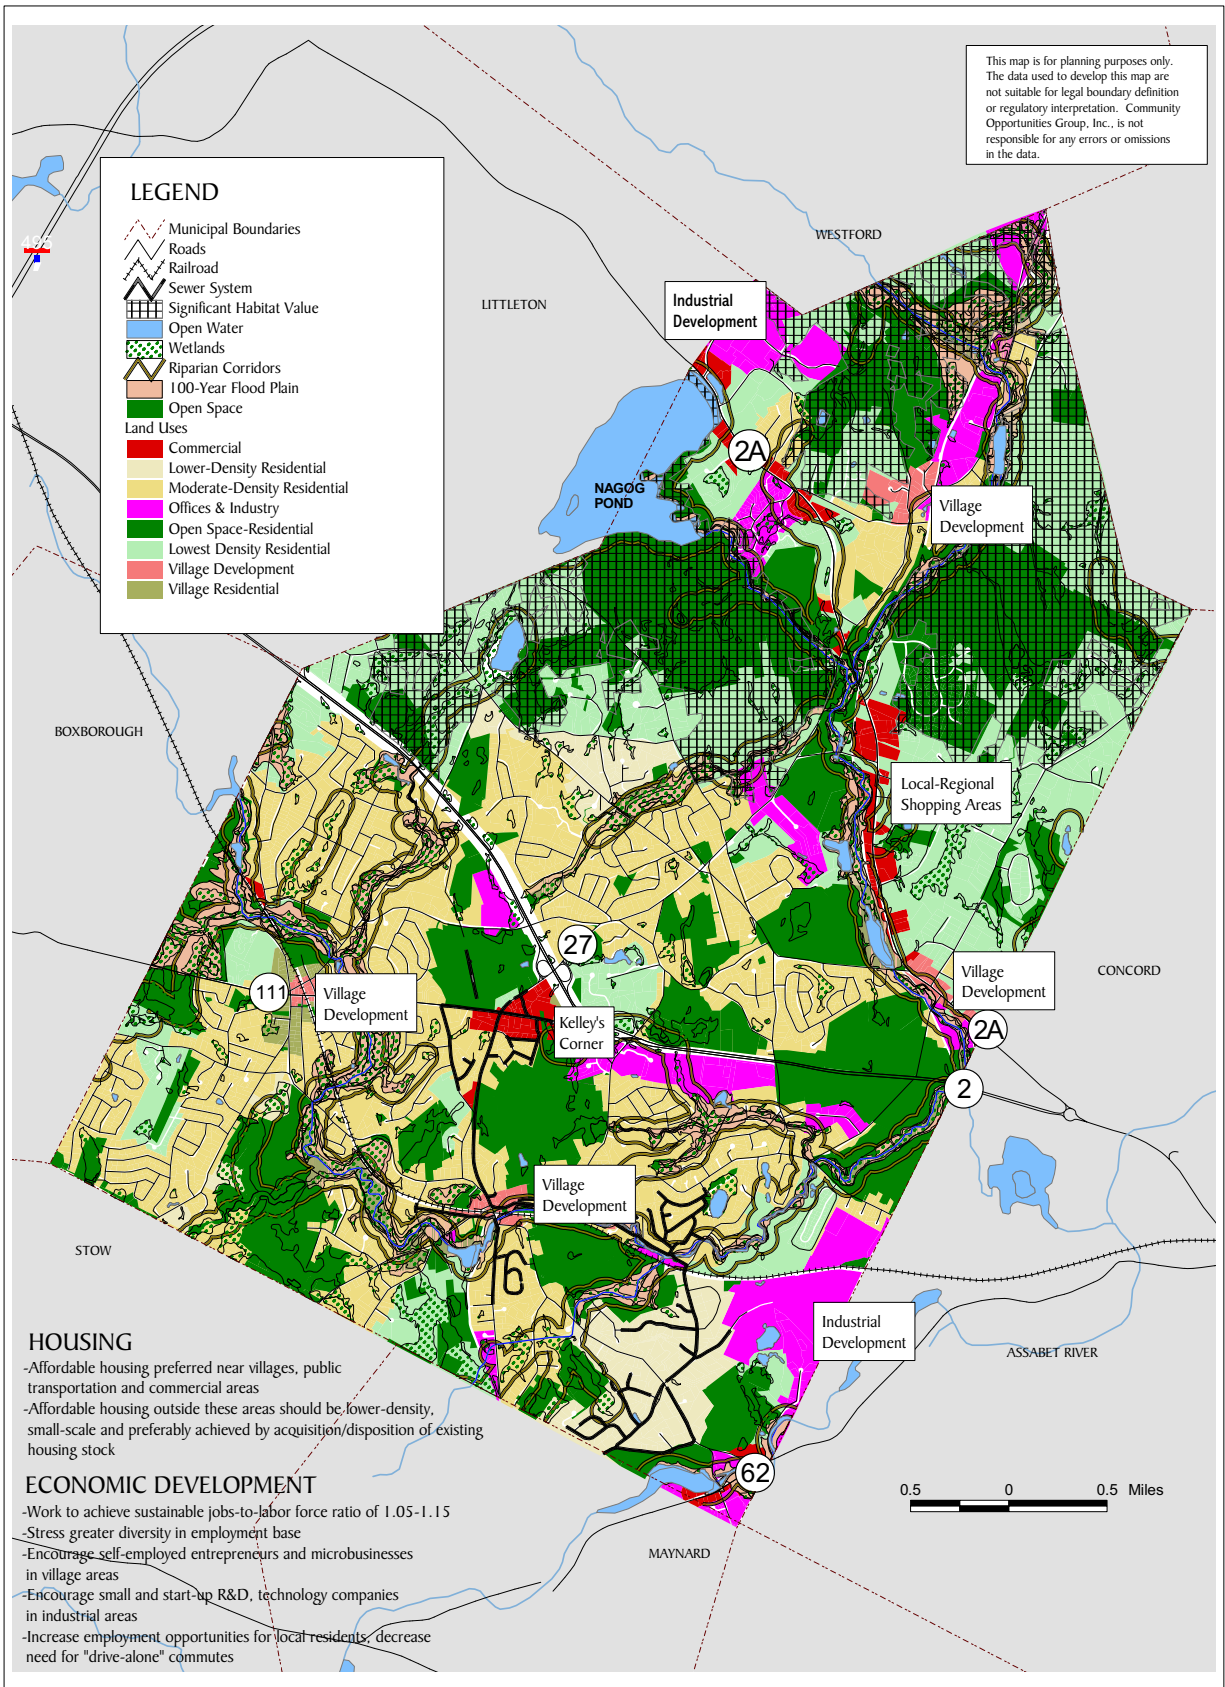 This map is for planning purposes only.
The data used to develop this map are
not suitable for legal boundary definition
or regulatory interpretation. Community
Opportunities Group, Inc., is not
responsible for any errors or omissions
in the data.
LEGEND
Municipal Boundaries
Roads
Railroad
Sewer System
Significant Habitat Value
Open Water
Wetlands
Riparian Corridors
100-Year Flood Plain
Open Space
Land Uses
Commercial
Lower-Density Residential
Moderate-Density Residential
Offices & Industry
Open Space-Residential
Lowest Density Residential
Village Development
Village Residential
495
WESTFORD
LITTLETON
Industrial
Development
2A
NAGOG
POND
Village
Development
BOXBOROUGH
Local-Regional
Shopping Areas
27
CONCORD
111
Village
Development
Village
Development
Kelley's
Corner
2A
2
Village
Development
STOW
Industrial
Development
ASSABET RIVER
62
MAYNARD
HOUSING
-Affordable housing preferred near villages, public
transportation and commercial areas
-Affordable housing outside these areas should be lower-density,
small-scale and preferably achieved by acquisition/disposition of existing
housing stock
ECONOMIC DEVELOPMENT
-Work to achieve sustainable jobs-to-labor force ratio of 1.05-1.15
-Stress greater diversity in employment base
-Encourage self-employed entrepreneurs and microbusinesses
in village areas
-Encourage small and start-up R&D, technology companies
in industrial areas
-Increase employment opportunities for local residents, decrease
need for "drive-alone" commutes
0.5 0 0.5 Miles